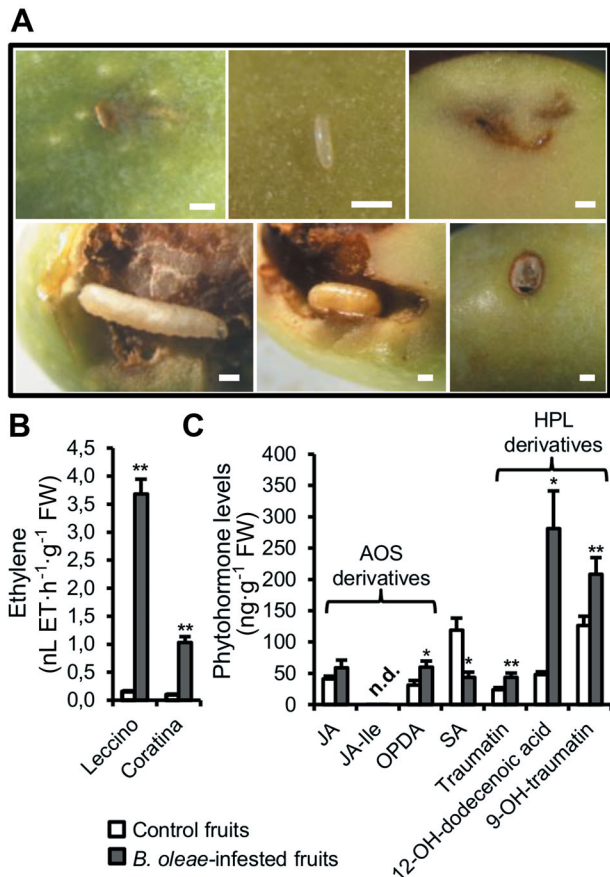 A
B
Ethylene
(nL ET·h⁻¹·g⁻¹ FW)
4,5
4,0
3,5
3,0
2,5
2,0
1,5
1,0
0,5
0,0
**
**
Leccino
Coratina
C
Phytohormone levels
(ng·g⁻¹ FW)
400
350
300
250
200
150
100
50
0
AOS
derivatives
HPL
derivatives
n.d.
*
*
**
*
**
JA
JA-Ile
OPDA
SA
Traumatin
12-OH-dodecenoic acid
9-OH-traumatin
Control fruits
B. oleae-infested fruits